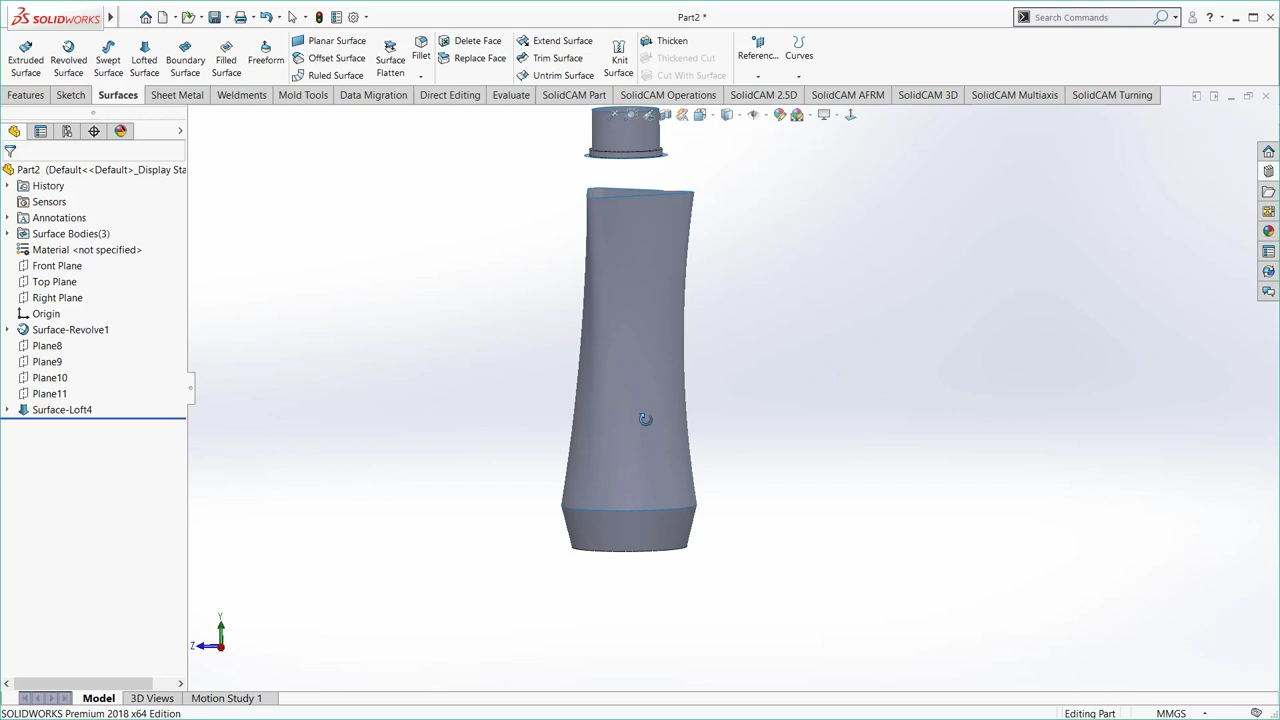 SOLIDWORKS
Part2 *
Search Commands
Extruded Surface
Revolved Surface
Swept Surface
Lofted Surface
Boundary Surface
Filled Surface
Freeform
Planar Surface
Offset Surface
Ruled Surface
Surface Flatten
Fillet
Delete Face
Replace Face
Extend Surface
Trim Surface
Untrim Surface
Knit Surface
Thicken
Thickened Cut
Cut With Surface
Referenc...
Curves
Features
Sketch
Surfaces
Sheet Metal
Weldments
Mold Tools
Data Migration
Direct Editing
Evaluate
SolidCAM Part
SolidCAM Operations
SolidCAM 2.5D
SolidCAM AFRM
SolidCAM 3D
SolidCAM Multiaxis
SolidCAM Turning
Part2 (Default<<Default>_Display Sta
History
Sensors
Annotations
Surface Bodies(3)
Material <not specified>
Front Plane
Top Plane
Right Plane
Origin
Surface-Revolve1
Plane8
Plane9
Plane10
Plane11
Surface-Loft4
Y
Z
Model
3D Views
Motion Study 1
SOLIDWORKS Premium 2018 x64 Edition
Editing Part
MMGS